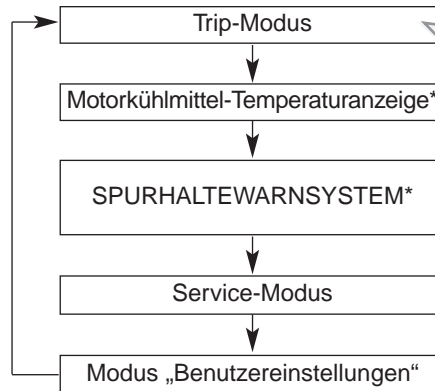 Trip-Modus
Motorkühlmittel-Temperaturanzeige*
SPURHALTEWARNSYSTEM*
Service-Modus
Modus „Benutzereinstellungen“